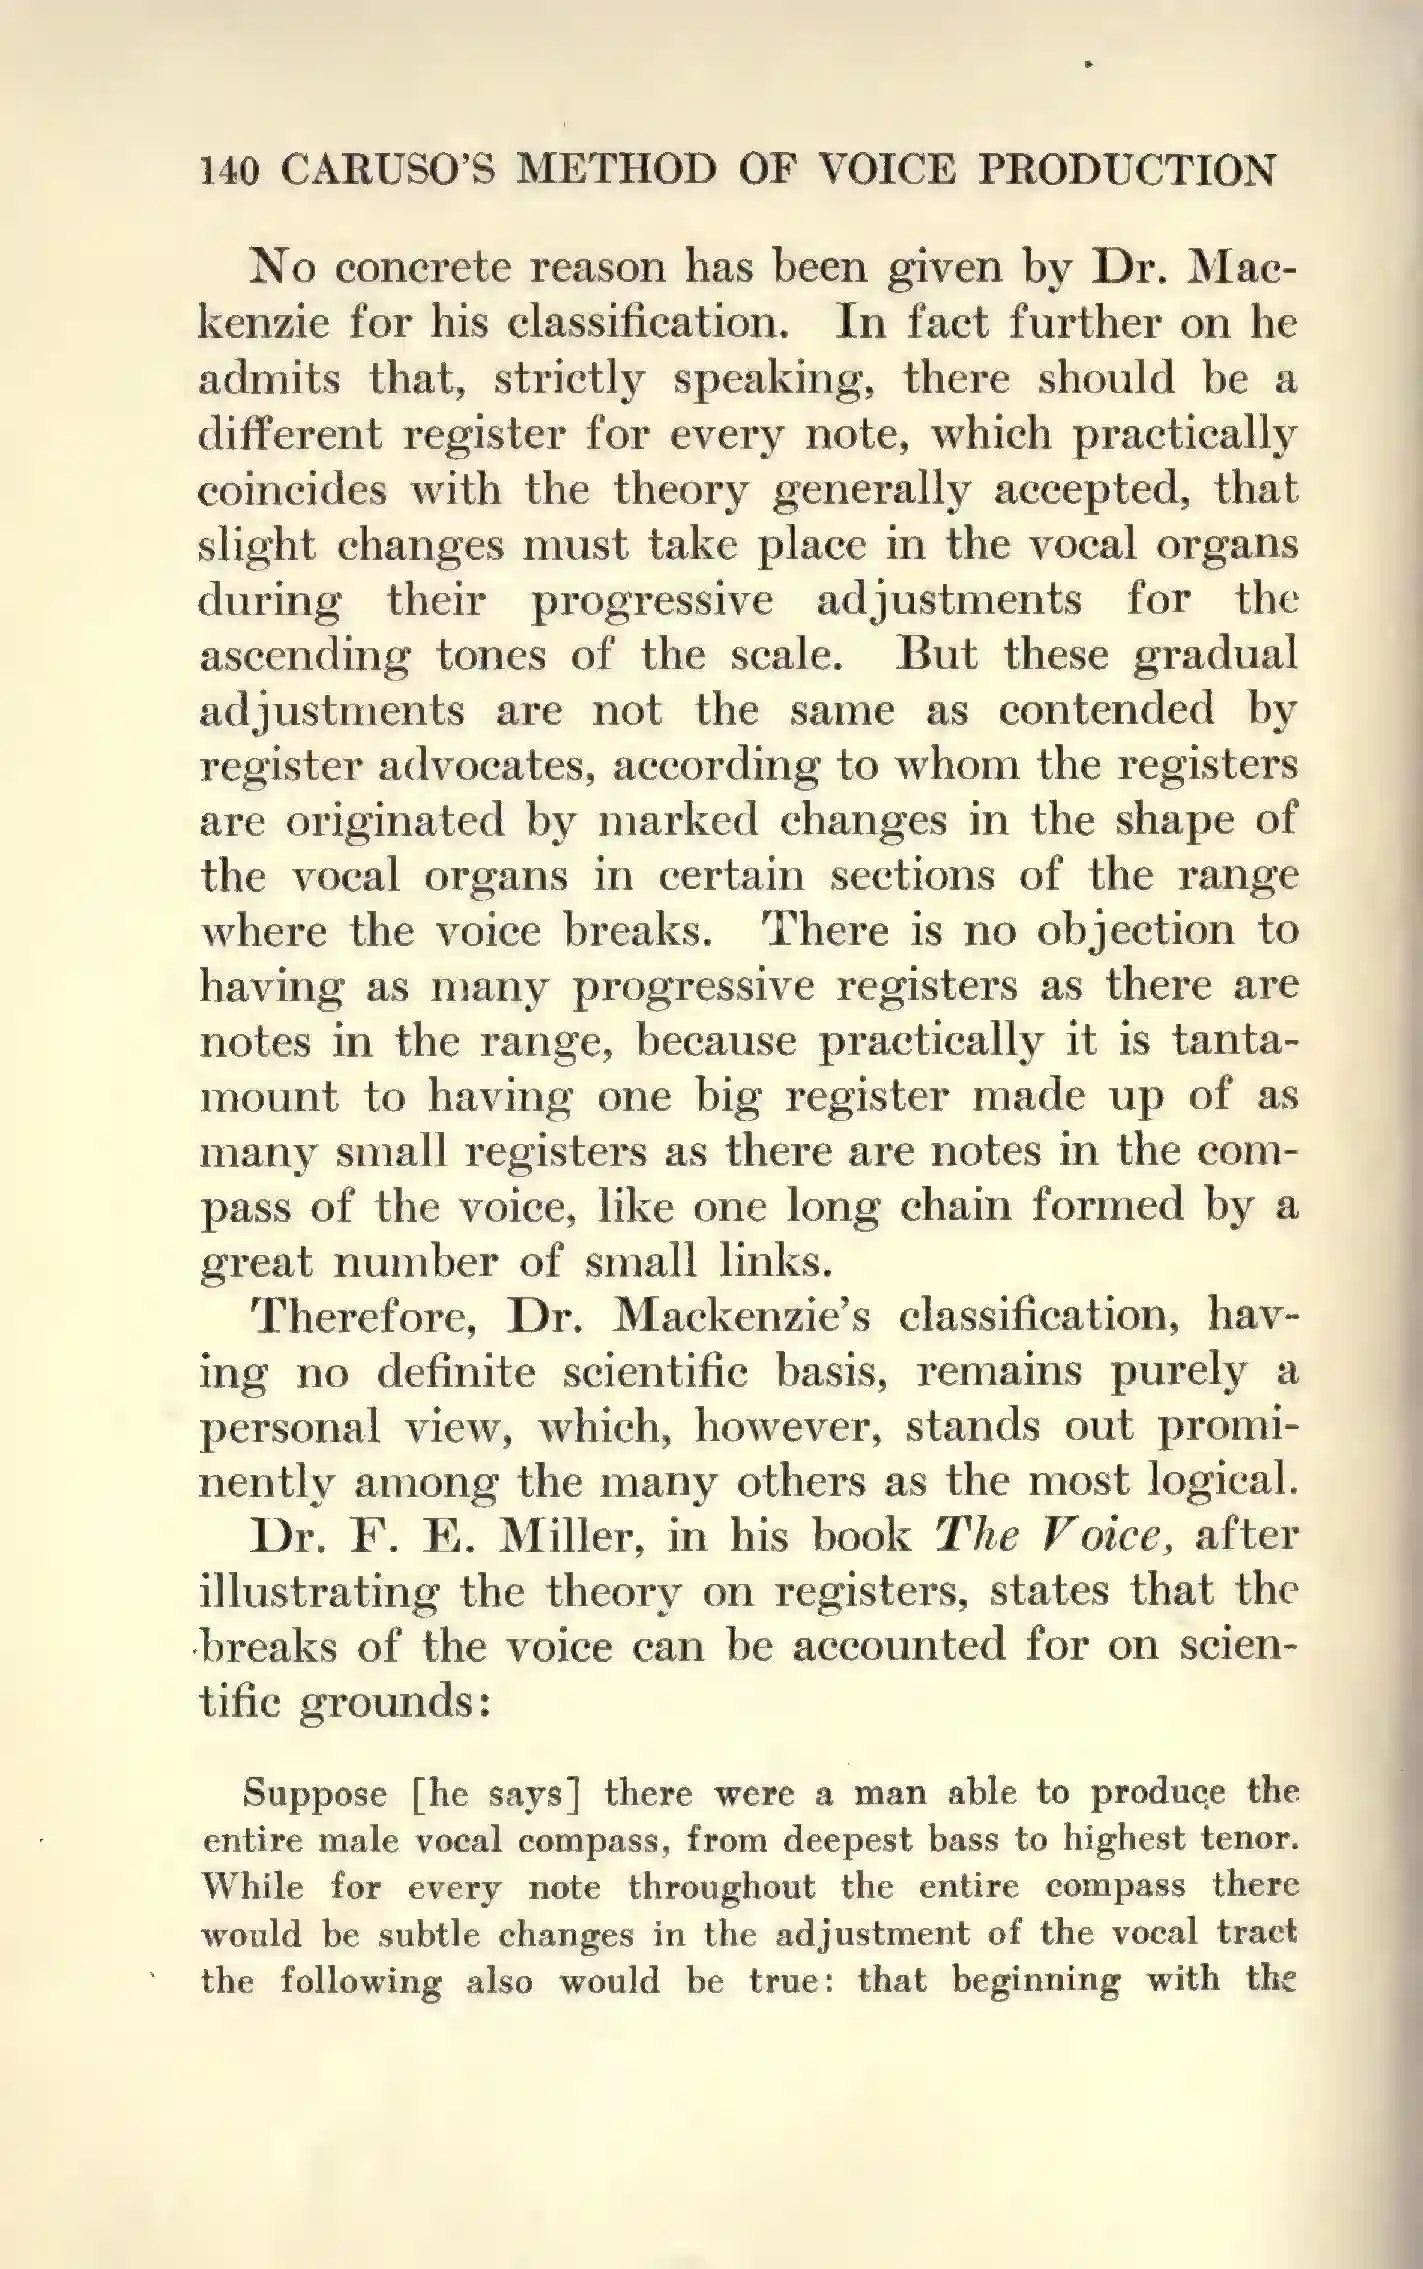 140 CARUSO'S METHOD OF VOICE PRODUCTION
No concrete reason has been given by Dr. Mac-
kenzie for his classification. In fact further on he
admits that, strictly speaking, there should be a
different register for every note, which practically
coincides with the theory generally accepted, that
slight changes must take place in the vocal organs
during their progressive adjustments for the
ascending tones of the scale. But these gradual
adjustments are not the same as contended by
register advocates, according to whom the registers
are originated by marked changes in the shape of
the vocal organs in certain sections of the range
where the voice breaks. There is no objection to
having as many progressive registers as there are
notes in the range, because practically it is tanta-
mount to having one big register made up of as
many small registers as there are notes in the com-
pass of the voice, like one long chain formed by a
great number of small links.
Therefore, Dr. Mackenzie's classification, hav-
ing no definite scientific basis, remains purely a
personal view, which, however, stands out promi-
nently among the many others as the most logical.
Dr. F. E. Miller, in his book The Voice, after
illustrating the theory on registers, states that the
breaks of the voice can be accounted for on scien-
tific grounds:
Suppose [he says] there were a man able to produce the
entire male vocal compass, from deepest bass to highest tenor.
While for every note throughout the entire compass there
would be subtle changes in the adjustment of the vocal tract
the following also would be true: that beginning with the